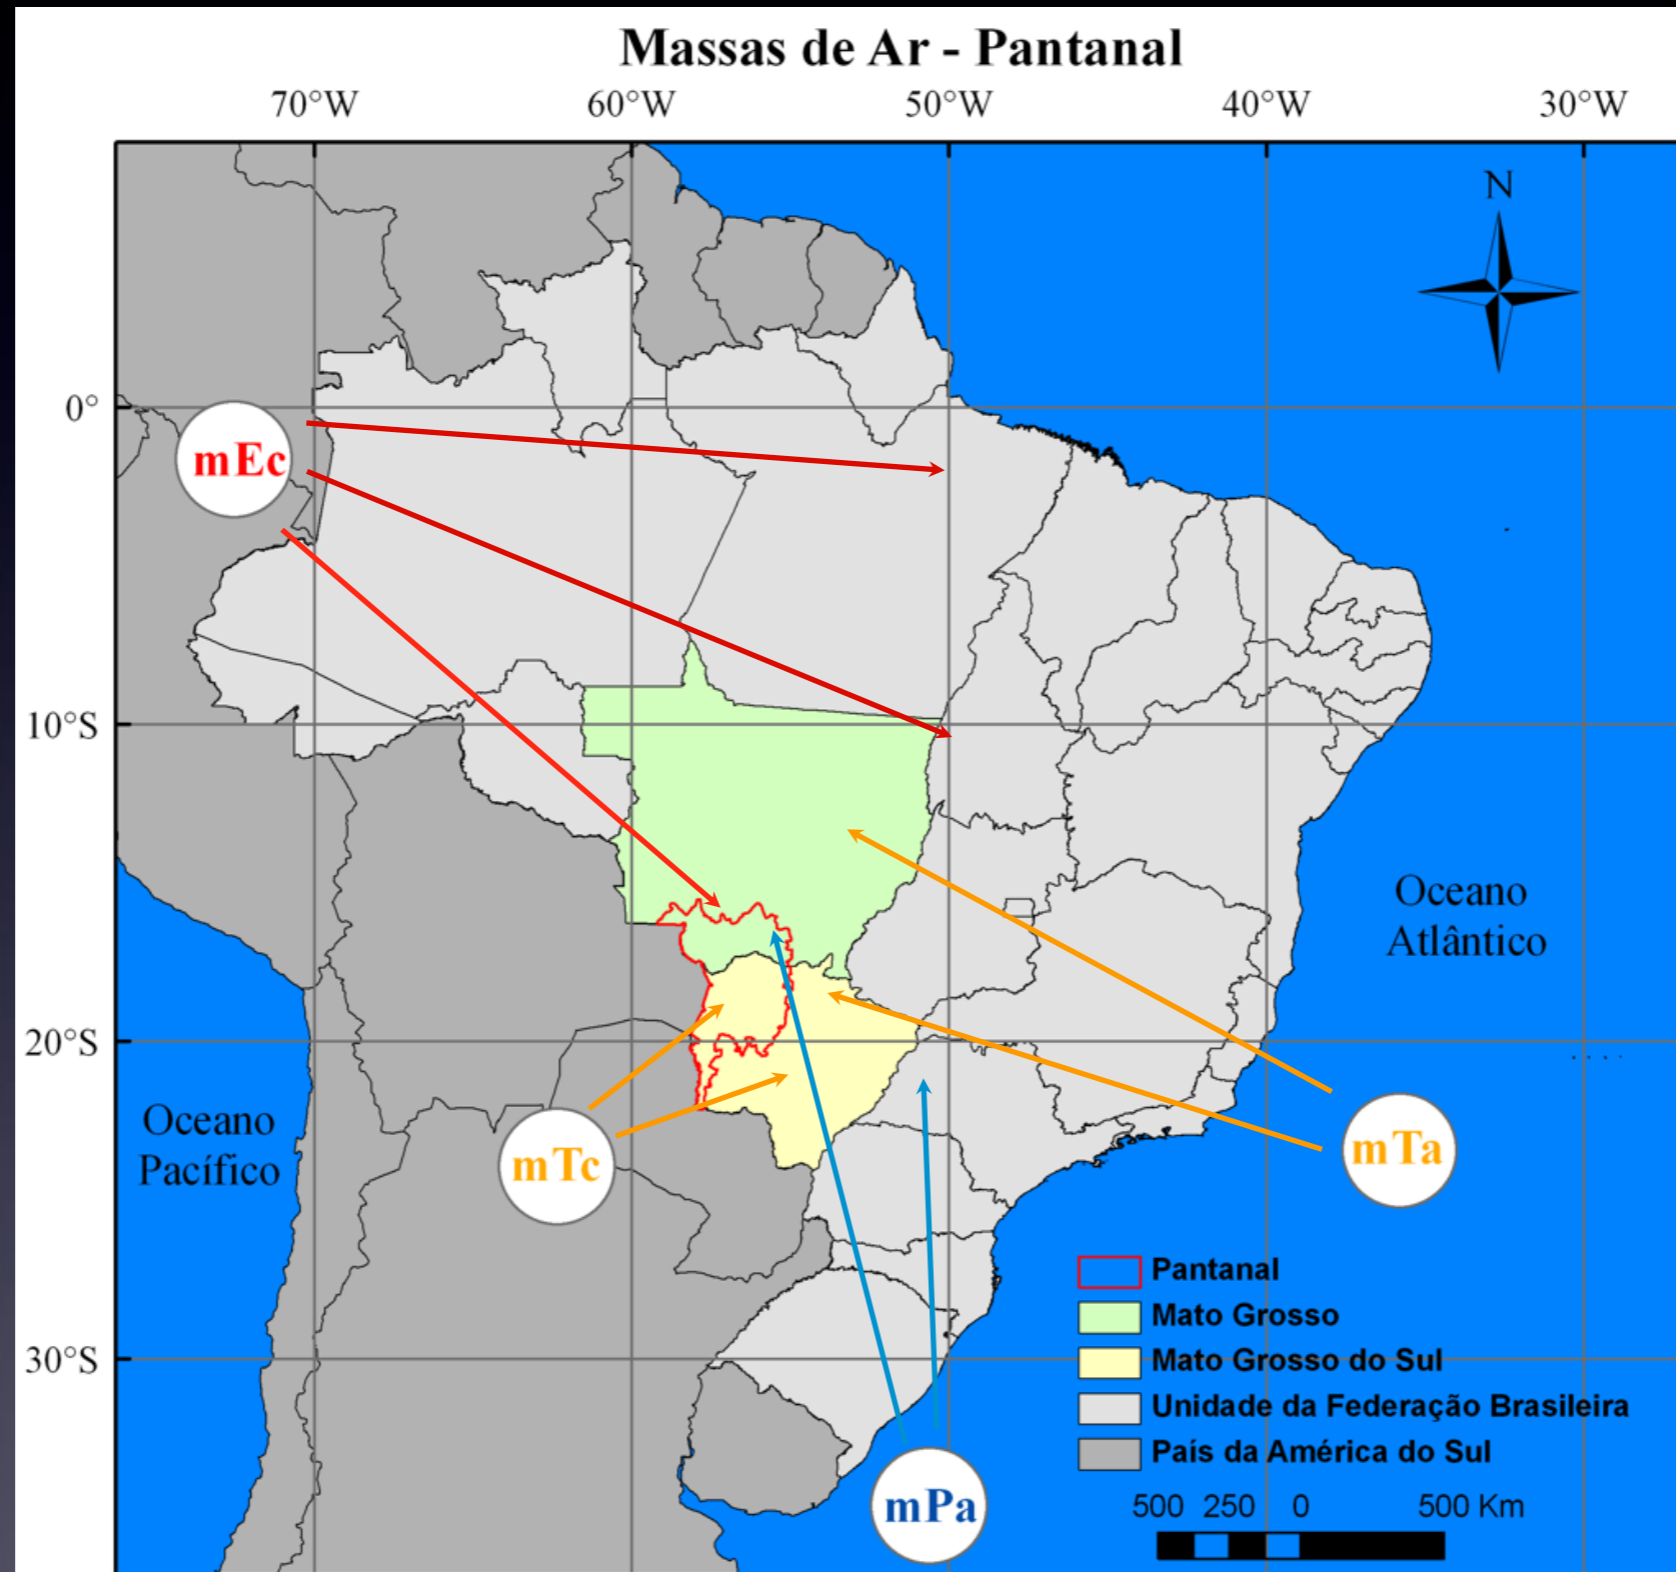 Massas de Ar - Pantanal
70°W 60°W 50°W 40°W 30°W
N
0°
mEc
10°S
Oceano
Atlântico
20°S
Oceano
Pacífico
mTc
mTa
Pantanal
Mato Grosso
30°S
Mato Grosso do Sul
Unidade da Federação Brasileira
País da América do Sul
mPa
500 250 0 500 Km